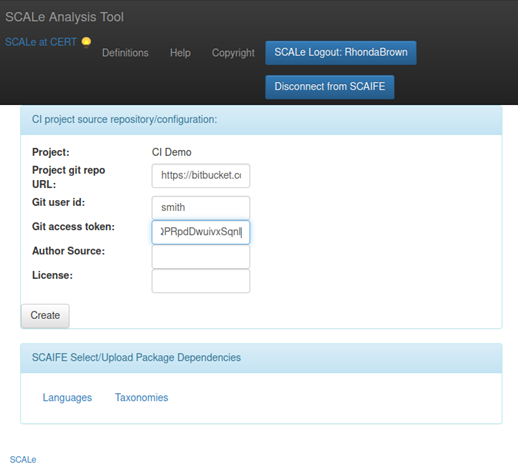 SCALe Analysis Tool
SCALe at CERT
Definitions Help Copyright SCALe Logout: RhondaBrown
Disconnect from SCAIFE
CI project source repository/configuration:
Project: CI Demo
Project git repo URL: https://bitbucket.c
Git user id: smith
Git access token: PRpdDwuivxSqnl
Author Source:
License:
Create
SCAIFE Select/Upload Package Dependencies
Languages Taxonomies
SCALe